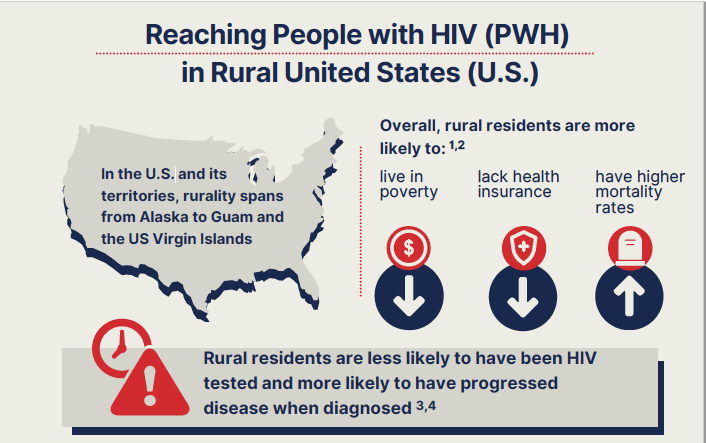 Reaching People with HIV (PWH)
in Rural United States (U.S.)
In the U.S. and its
territories, rurality spans
from Alaska to Guam and
the US Virgin Islands
Overall, rural residents are more
likely to: 1,2
live in
poverty
lack health
insurance
have higher
mortality
rates
$
Rural residents are less likely to have been HIV
tested and more likely to have progressed
disease when diagnosed 3,4